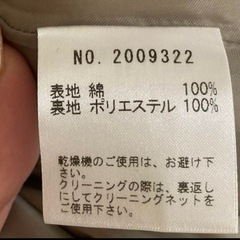 NO. 2009322
表地 綿 100%
裏地 ポリエステル 100%
乾燥機のご使用は、お避け下
さい。
クリーニングの際は、裏返し
にしてクリーニングネットを
ご使用下さい。